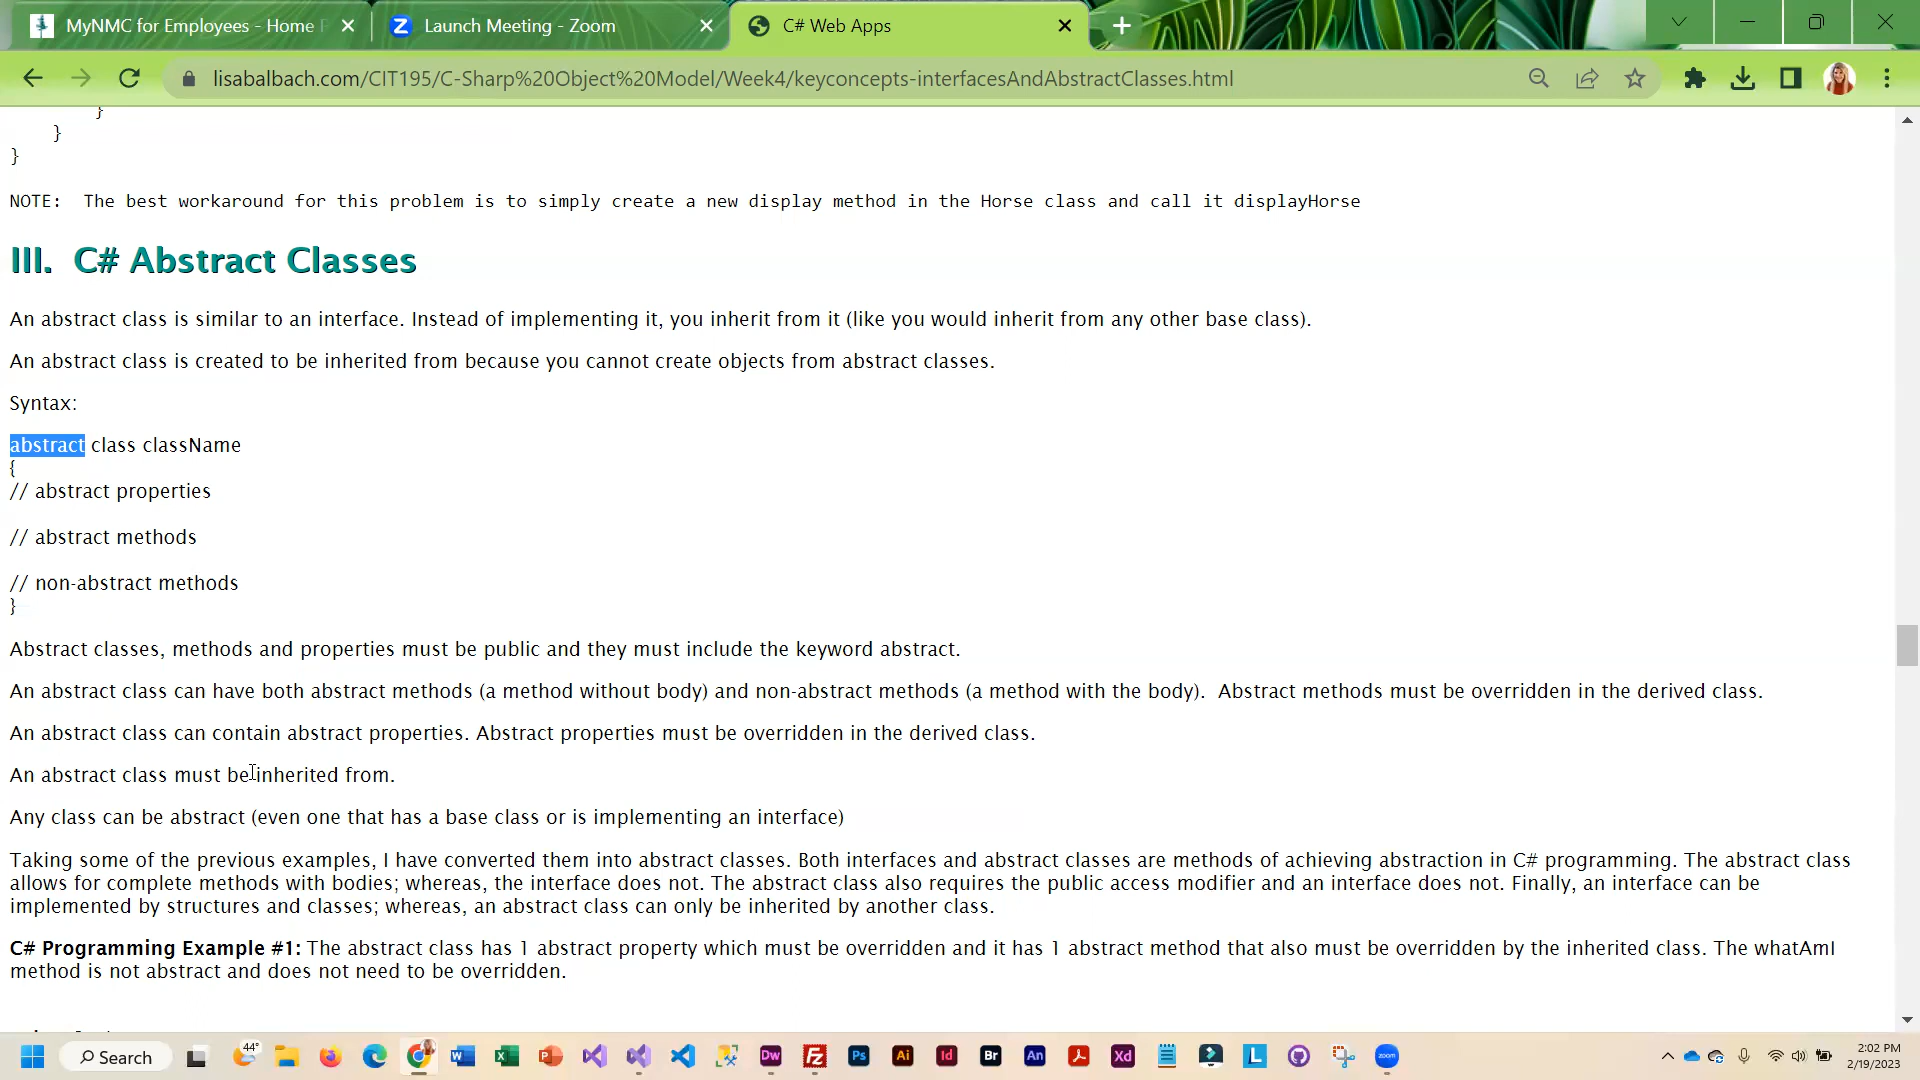 MyNMC for Employees - Home P
Launch Meeting - Zoom
C# Web Apps
lisabalbach.com/CIT195/C-Sharp%20Object%20Model/Week4/keyconcepts-interfacesAndAbstractClasses.html
}
}
}
NOTE:  The best workaround for this problem is to simply create a new display method in the Horse class and call it displayHorse
III. C# Abstract Classes
An abstract class is similar to an interface. Instead of implementing it, you inherit from it (like you would inherit from any other base class).
An abstract class is created to be inherited from because you cannot create objects from abstract classes.
Syntax:
abstract class className
{
// abstract properties
// abstract methods
// non-abstract methods
}
Abstract classes, methods and properties must be public and they must include the keyword abstract.
An abstract class can have both abstract methods (a method without body) and non-abstract methods (a method with the body).  Abstract methods must be overridden in the derived class.
An abstract class can contain abstract properties. Abstract properties must be overridden in the derived class.
An abstract class must be inherited from.
Any class can be abstract (even one that has a base class or is implementing an interface)
Taking some of the previous examples, I have converted them into abstract classes. Both interfaces and abstract classes are methods of achieving abstraction in C# programming. The abstract class
allows for complete methods with bodies; whereas, the interface does not. The abstract class also requires the public access modifier and an interface does not. Finally, an interface can be
implemented by structures and classes; whereas, an abstract class can only be inherited by another class.
C# Programming Example #1: The abstract class has 1 abstract property which must be overridden and it has 1 abstract method that also must be overridden by the inherited class. The whatAmI
method is not abstract and does not need to be overridden.
Search
44°
Dw
Fz
Ps
Ai
Id
Br
An
Xd
L
zoom
2:02 PM
2/19/2023